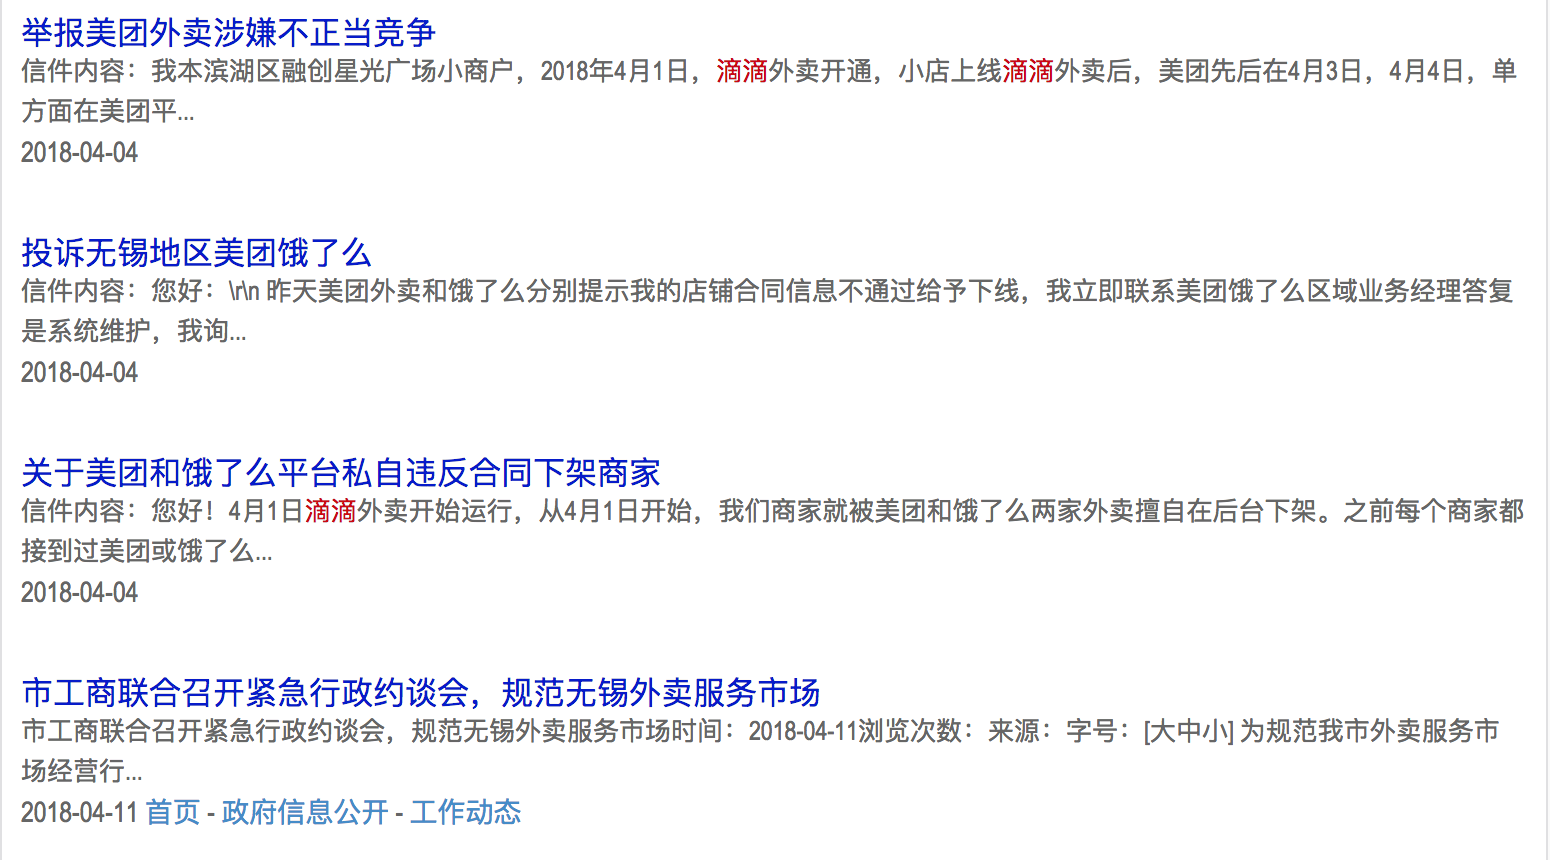 举报美团外卖涉嫌不正当竞争
信件内容：我本滨湖区融创星光广场小商户，2018年4月1日，滴滴外卖开通，小店上线滴滴外卖后，美团先后在4月3日，4月4日，单
方面在美团平...
2018-04-04
投诉无锡地区美团饿了么
信件内容：您好：\r\n 昨天美团外卖和饿了么分别提示我的店铺合同信息不通过给予下线，我立即联系美团饿了么区域业务经理答复
是系统维护，我询...
2018-04-04
关于美团和饿了么平台私自违反合同下架商家
信件内容：您好！4月1日滴滴外卖开始运行，从4月1日开始，我们商家就被美团和饿了么两家外卖擅自在后台下架。之前每个商家都
接到过美团或饿了么...
2018-04-04
市工商联合召开紧急行政约谈会，规范无锡外卖服务市场
市工商联合召开紧急行政约谈会，规范无锡外卖服务市场时间：2018-04-11浏览次数：来源：字号：[大中小] 为规范我市外卖服务市
场经营行...
2018-04-11 首页 - 政府信息公开 - 工作动态